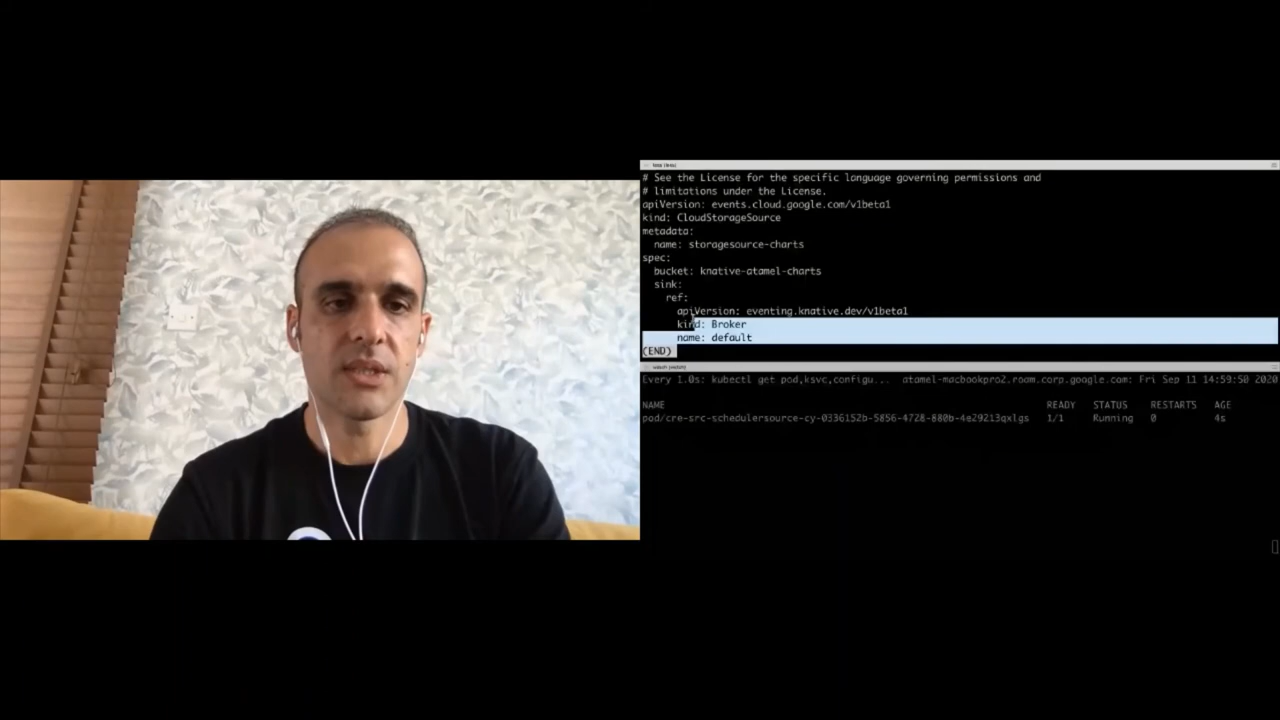 # See the License for the specific language governing permissions and
# limitations under the License.
apiVersion: events.cloud.google.com/v1beta1
kind: CloudStorageSource
metadata:
  name: storagesource-charts
spec:
  bucket: knative-atamel-charts
  sink:
    ref:
      apiVersion: eventing.knative.dev/v1beta1
      kind: Broker
      name: default
(END)
Every 1.0s: kubectl get pod,ksvc,configu... atamel-macbookpro2.roam.corp.google.com: Fri Sep 11 14:59:50 2020
NAME READY STATUS RESTARTS AGE
pod/cre-src-schedulersource-cy-0336152b-5856-4728-880b-4e29213qxlgs 1/1 Running 0 4s